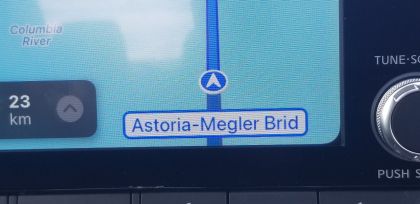 Columbia
River
TUNE·SC
23
km
Astoria-Megler Brid
PUSH S